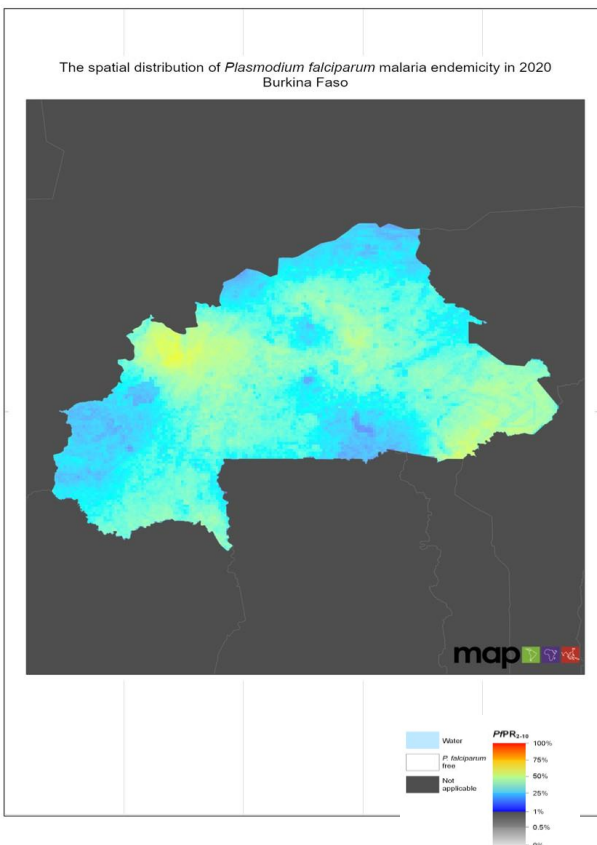 The spatial distribution of Plasmodium falciparum malaria endemicity in 2020
Burkina Faso
map
Water
P. falciparum
free
Not
applicable
PfPR2-10
100%
75%
50%
25%
1%
0.5%
0%